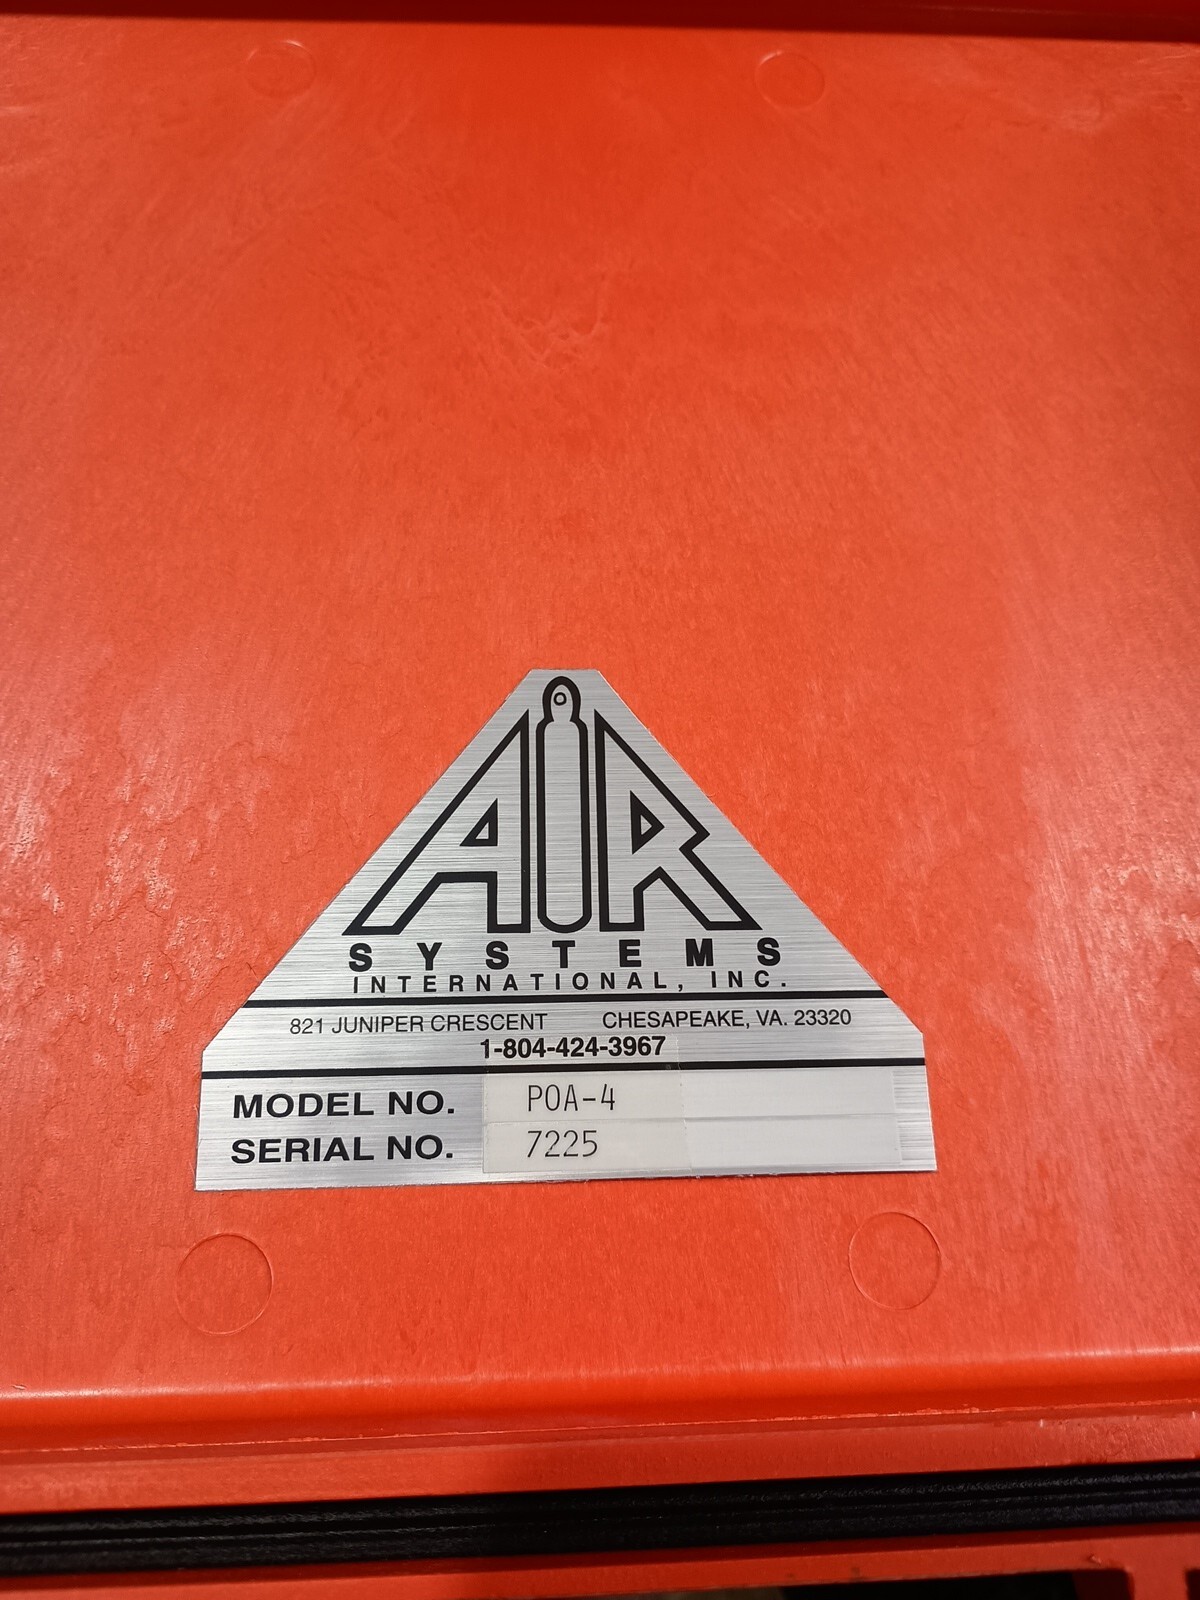 AIR
SYSTEMS
INTERNATIONAL, INC.
821 JUNIPER CRESCENT CHESAPEAKE, VA. 23320
1-804-424-3967
MODEL NO. POA-4
SERIAL NO. 7225